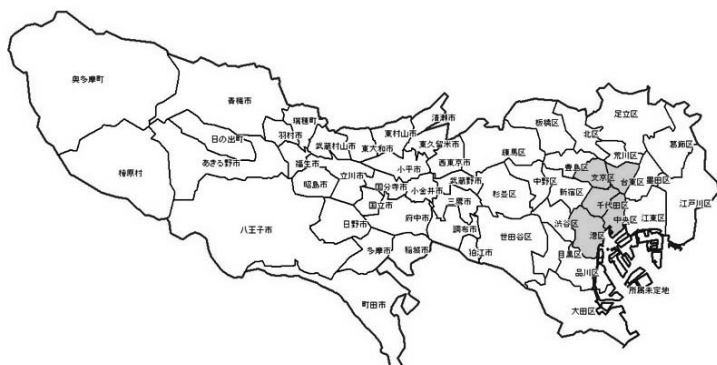 奥多摩町
青梅市
瑞穂町
清瀬市
板橋区
足立区
羽村市
東村山市
北区
日の出町
武蔵村山市
東大和市
東久留米市
練馬区
荒川区
葛飾区
あきる野市
福生市
小平市
西東京市
豊島区
文京区
台東区
墨田区
檜原村
昭島市
立川市
国分寺市
小金井市
武蔵野市
杉並区
中野区
新宿区
千代田区
江戸川区
国立市
三鷹市
八王子市
日野市
府中市
調布市
世田谷区
渋谷区
港区
中央区
江東区
多摩市
稲城市
狛江市
目黒区
品川区
所属未定地
町田市
大田区